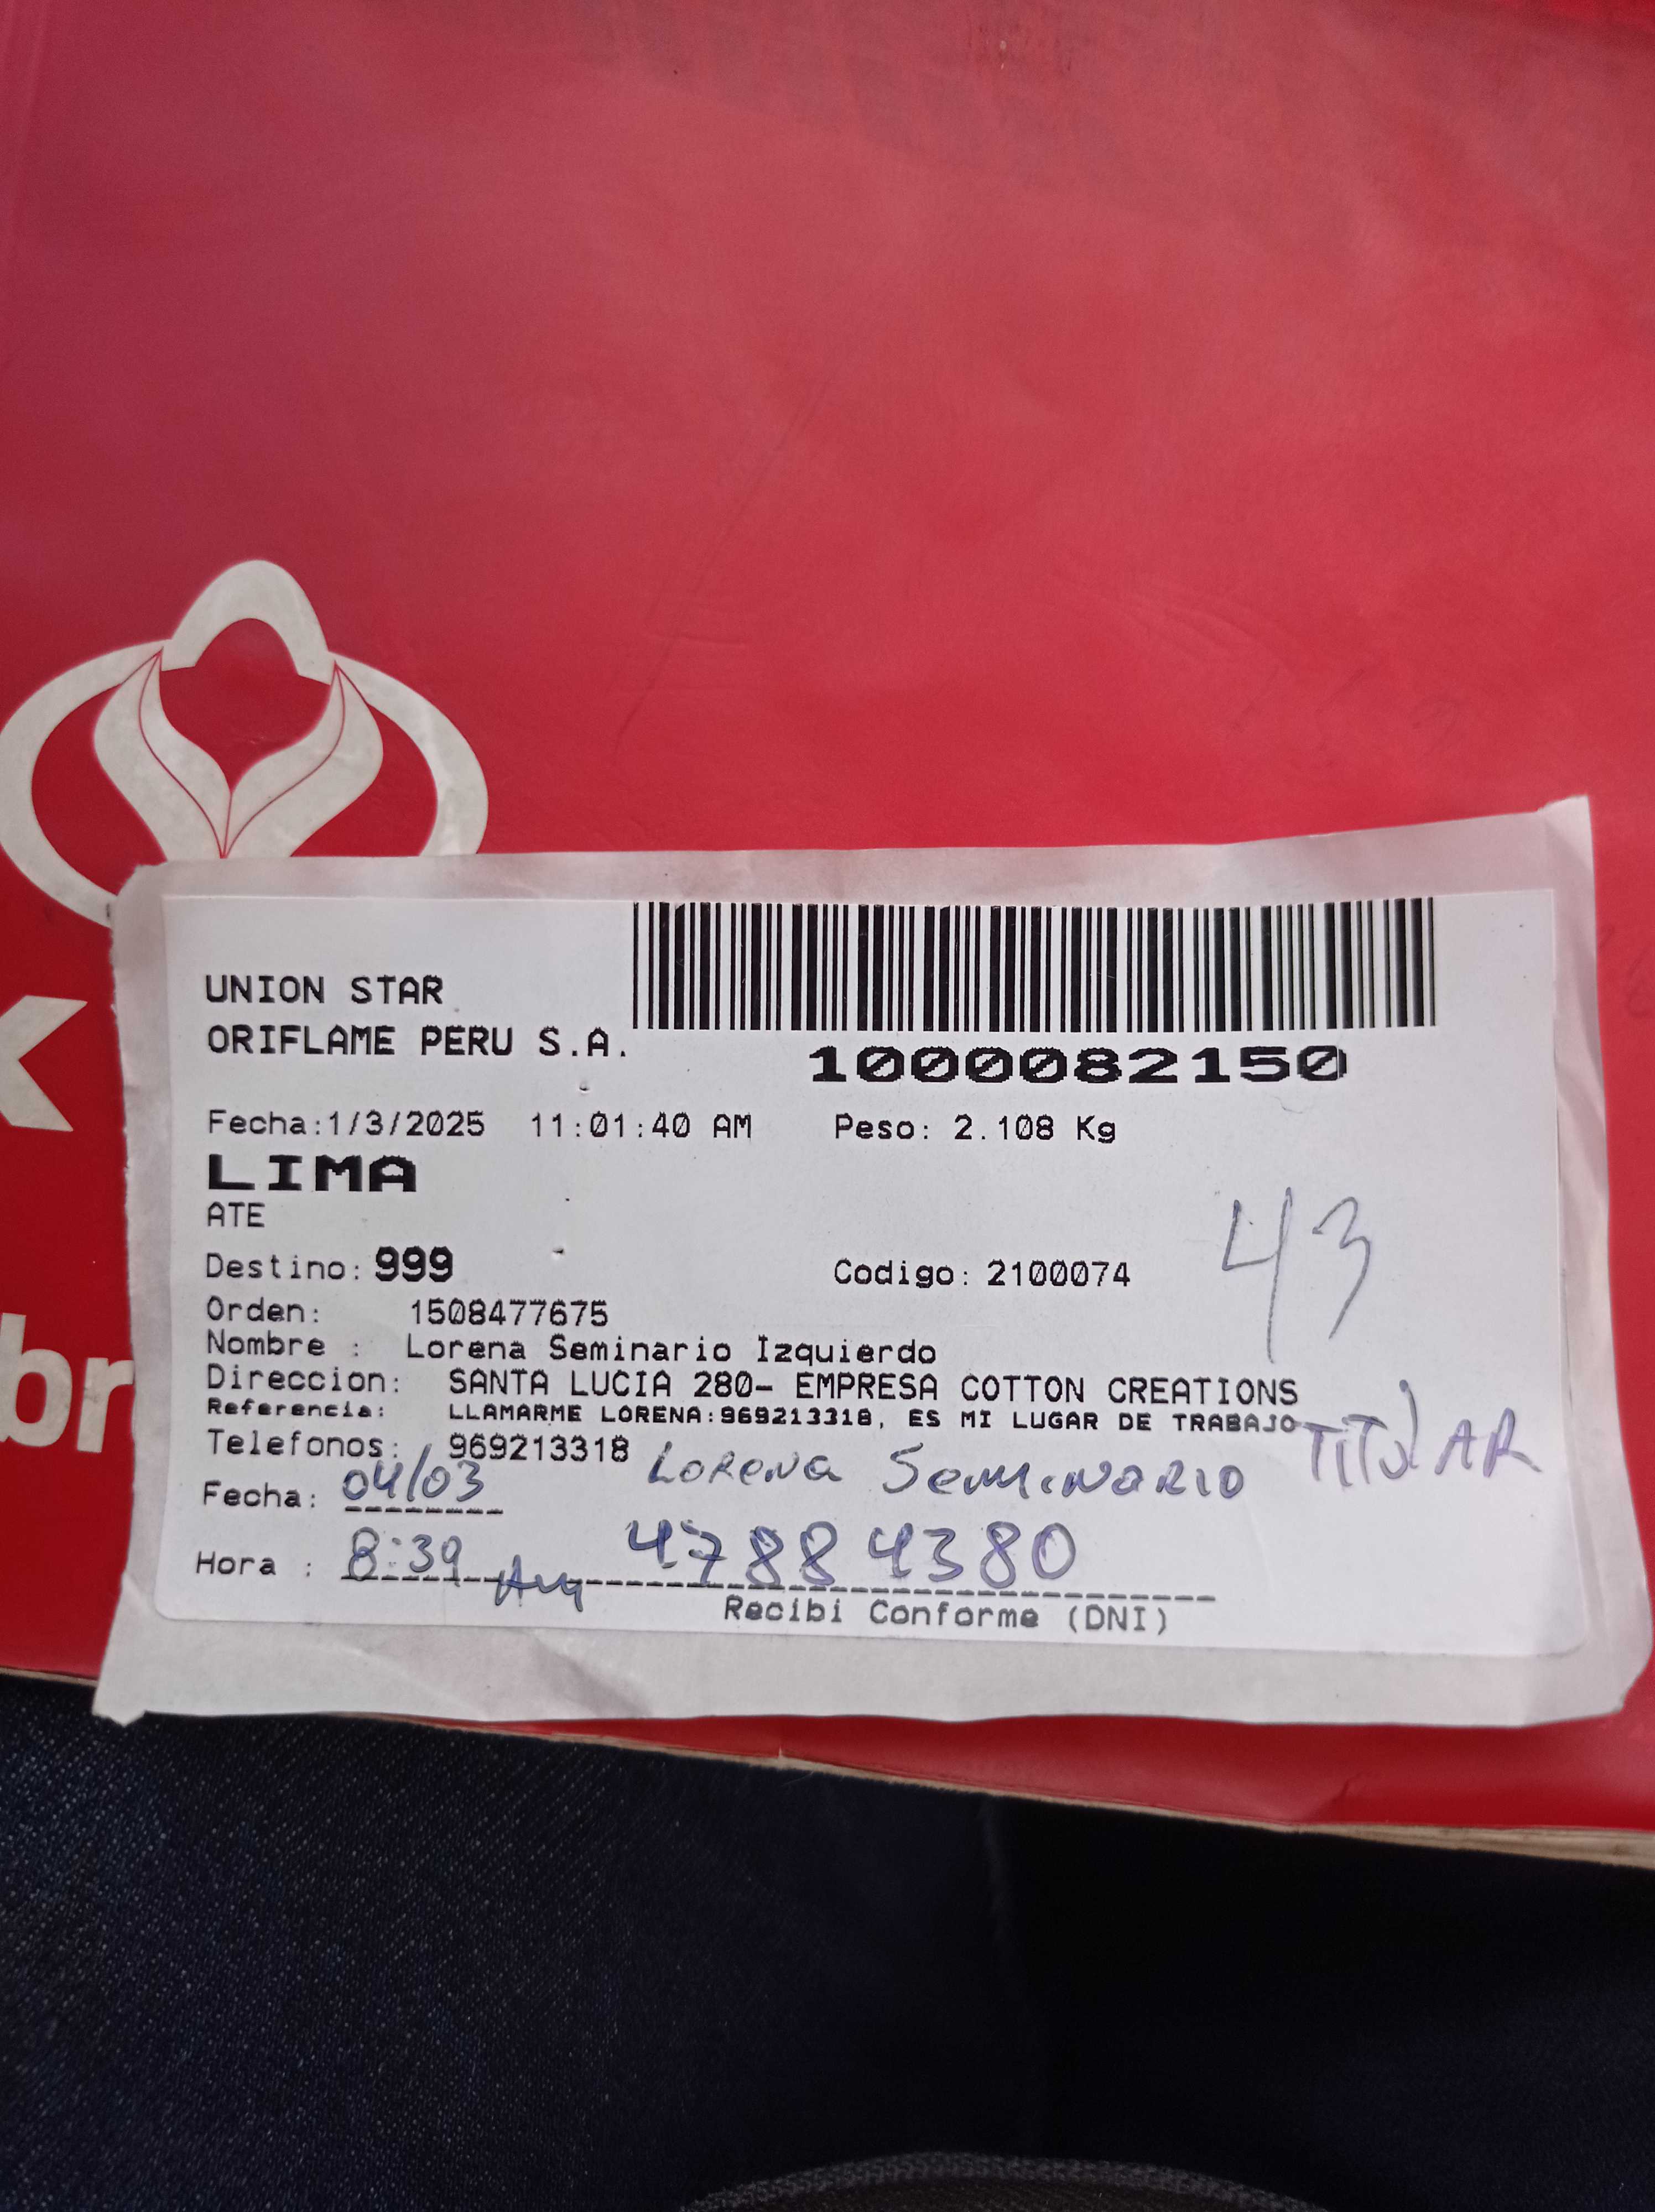 UNION STAR
ORIFLAME PERU S.A.
1000082150
Fecha:1/3/2025 11:01:40 AM Peso: 2.108 Kg
LIMA
ATE
Destino: 999 Codigo: 2100074 43
Orden: 1508477675
Nombre : Lorena Seminario Izquierdo
Direccion: SANTA LUCIA 280- EMPRESA COTTON CREATIONS
Referencia: LLAMARME LORENA:969213318, ES MI LUGAR DE TRABAJO
Telefonos: 969213318 Lorena Seminario TITULAR
Fecha: 04/03
Hora : 8:39 Am 47884380
Recibi Conforme (DNI)
K
br